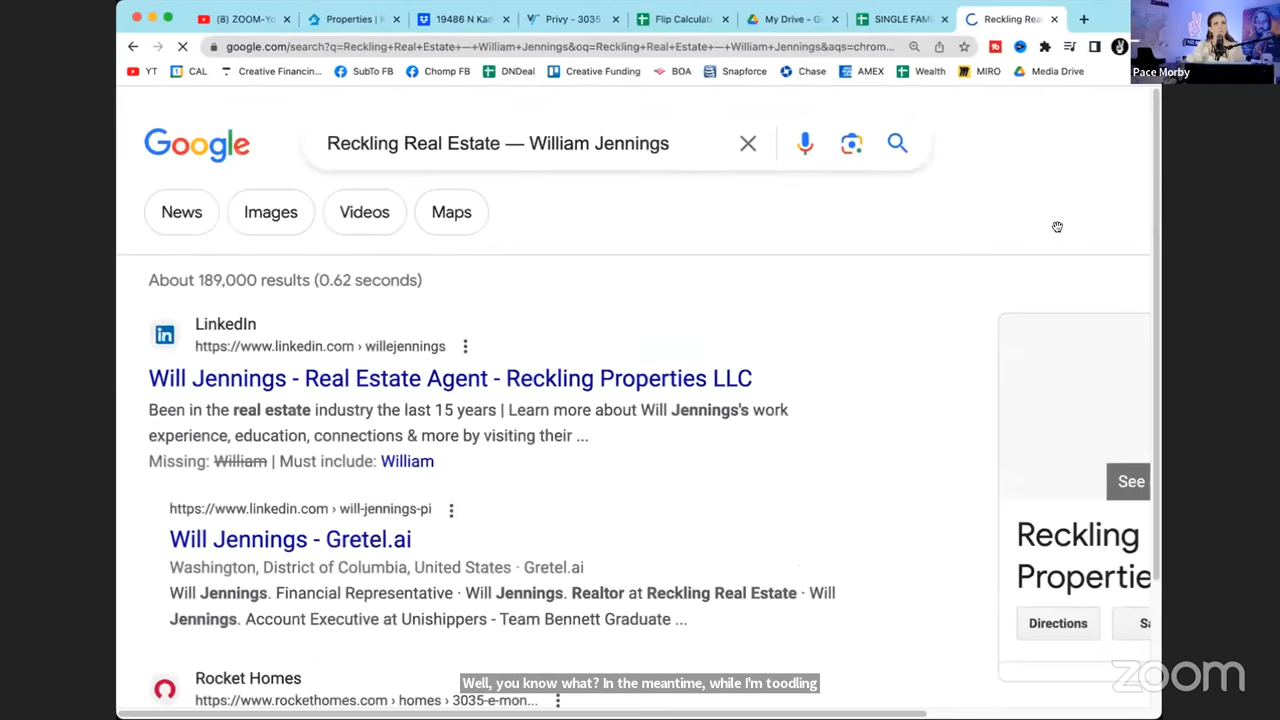 (8) ZOOM-Yo
Properties |
19486 N Kan
Privy - 3035
Flip Calculat
My Drive - G
SINGLE FAM
Reckling Rea
google.com/search?q=Reckling+Real+Estate+—+William+Jennings&oq=Reckling+Real+Estate+—+William+Jennings&aqs=chrom...
YT
CAL
Creative Financin...
SubTo FB
Chomp FB
DNDeal
Creative Funding
BOA
Snapforce
Chase
AMEX
Wealth
MIRO
Media Drive
Pace Morby
Google
Reckling Real Estate — William Jennings
News
Images
Videos
Maps
About 189,000 results (0.62 seconds)
LinkedIn
https://www.linkedin.com › willejennings
Will Jennings - Real Estate Agent - Reckling Properties LLC
Been in the real estate industry the last 15 years | Learn more about Will Jennings's work
experience, education, connections & more by visiting their ...
Missing: William | Must include: William
https://www.linkedin.com › will-jennings-pi
Will Jennings - Gretel.ai
Washington, District of Columbia, United States · Gretel.ai
Will Jennings. Financial Representative · Will Jennings. Realtor at Reckling Real Estate · Will
Jennings. Account Executive at Unishippers - Team Bennett Graduate ...
See
Reckling
Propertie
Directions
Sa
Rocket Homes
https://www.rockethomes.com › homes › 3035-e-mon...
Well, you know what? In the meantime, while I'm toodling
zoom